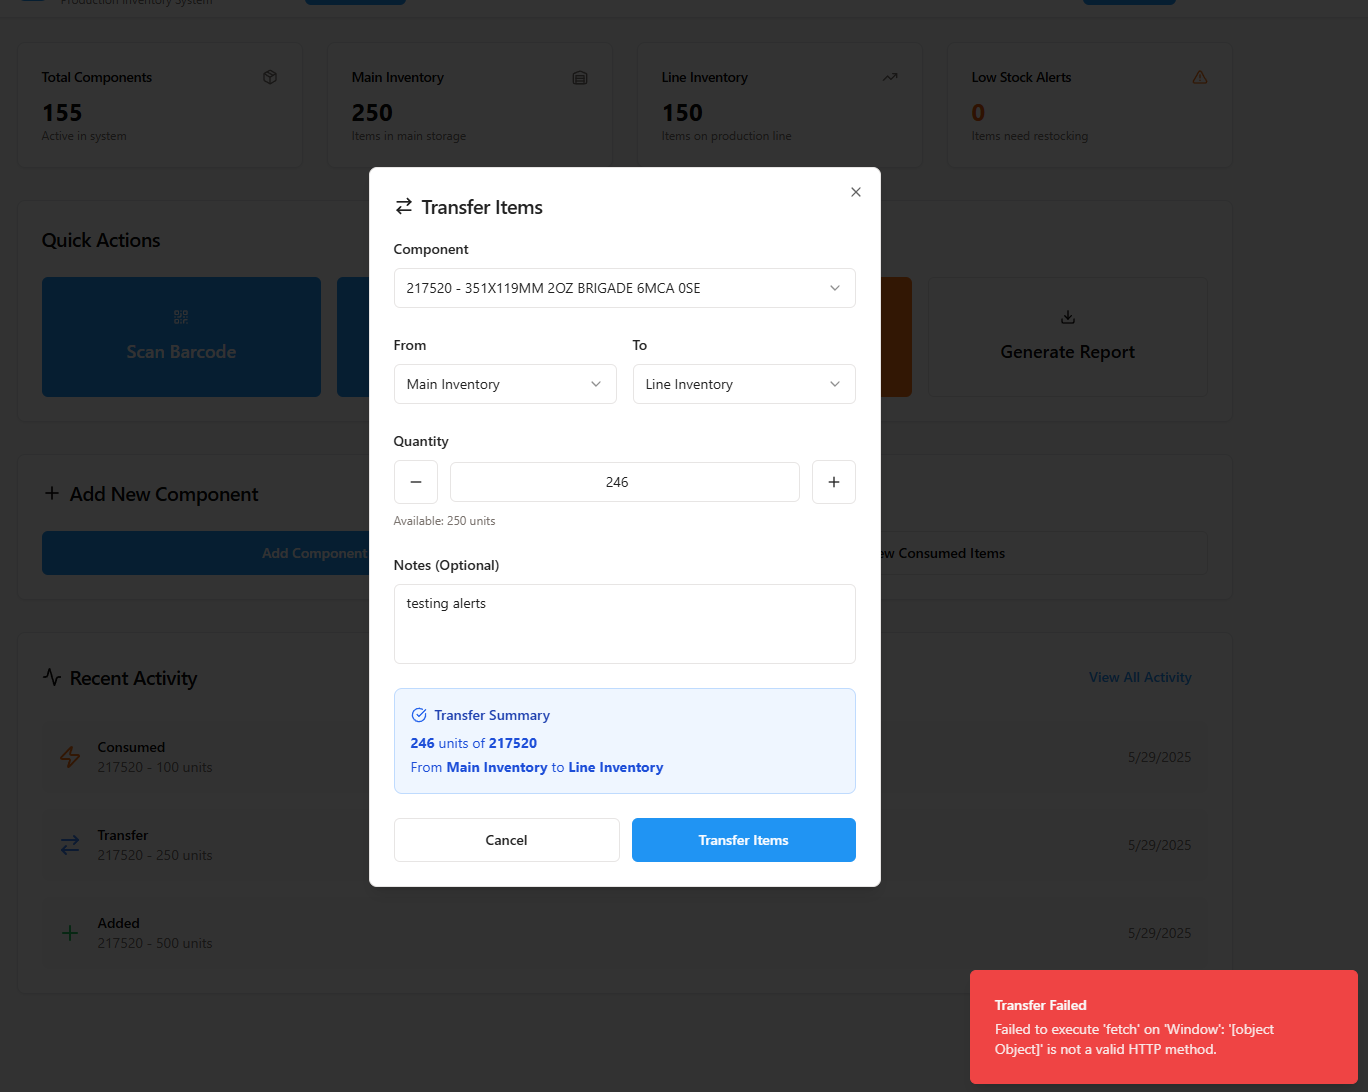 Production Inventory System
Total Components
155
Active in system
Main Inventory
250
Items in main storage
Line Inventory
150
Items on production line
Low Stock Alerts
0
Items need restocking
Quick Actions
Scan Barcode
Generate Report
Add New Component
Add Component
ew Consumed Items
Recent Activity
View All Activity
Consumed
217520 - 100 units
5/29/2025
Transfer
217520 - 250 units
5/29/2025
Added
217520 - 500 units
5/29/2025
Transfer Items
Component
217520 - 351X119MM 2OZ BRIGADE 6MCA 0SE
From
To
Main Inventory
Line Inventory
Quantity
246
Available: 250 units
Notes (Optional)
testing alerts
Transfer Summary
246 units of 217520
From Main Inventory to Line Inventory
Cancel
Transfer Items
Transfer Failed
Failed to execute 'fetch' on 'Window': '[object
Object]' is not a valid HTTP method.